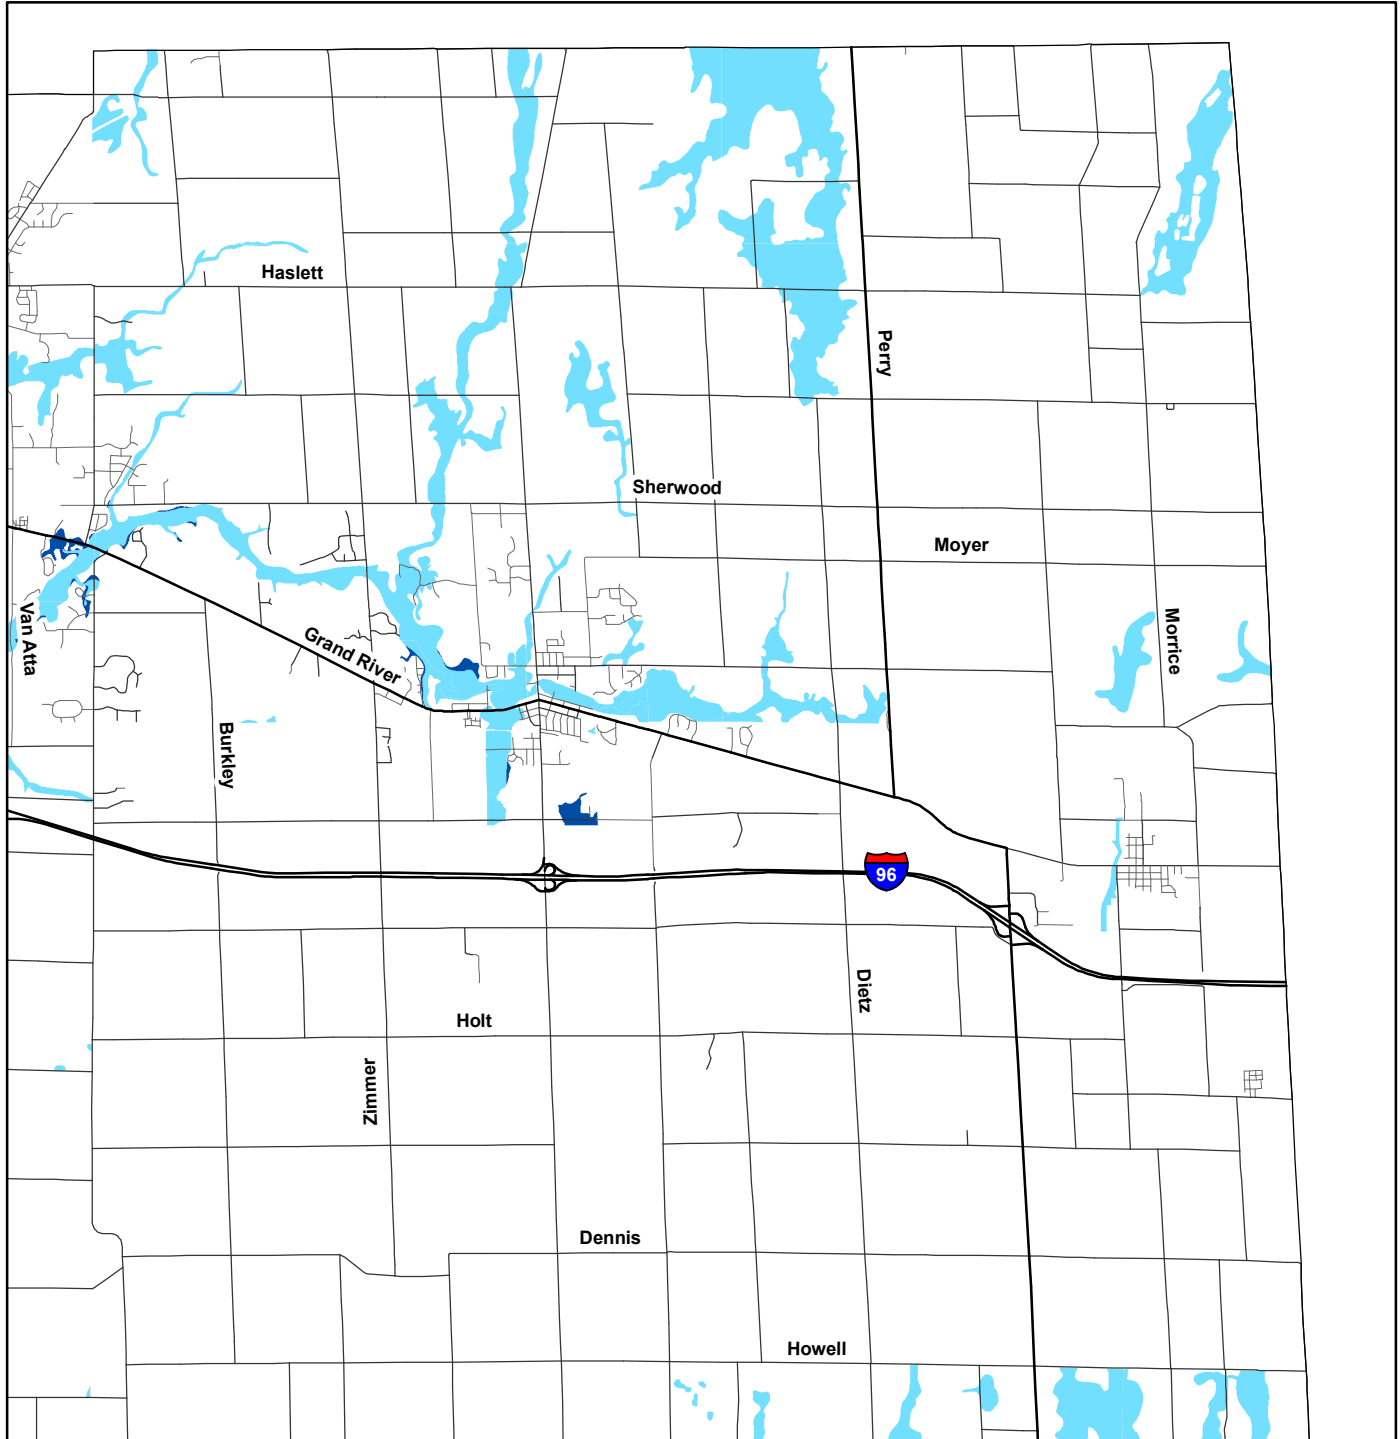 Haslett
Perry
Sherwood
Moyer
Van Atta
Grand River
Morrice
Burkley
96
Dietz
Holt
Zimmer
Dennis
Howell